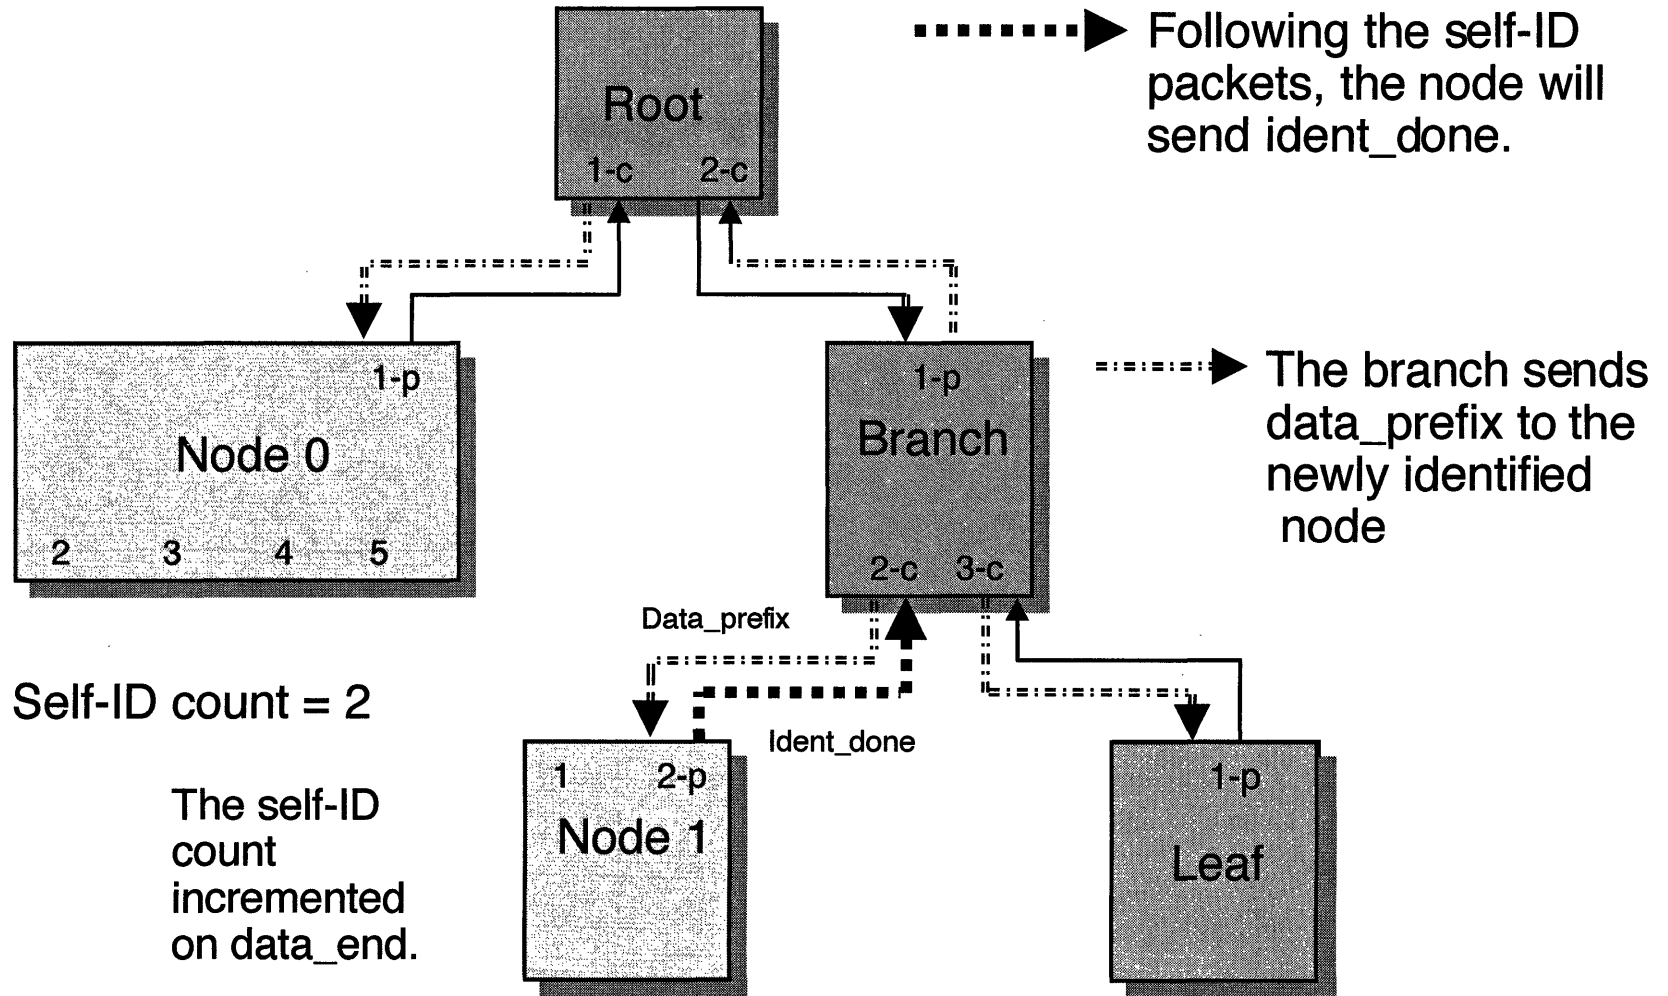 Root
1-c 2-c
Following the self-ID
packets, the node will
send ident_done.
1-p
Node 0
2 3 4 5
1-p
Branch
2-c 3-c
The branch sends
data_prefix to the
newly identified
node
Data_prefix
Self-ID count = 2
Ident_done
The self-ID
count
incremented
on data_end.
1 2-p
Node 1
1-p
Leaf